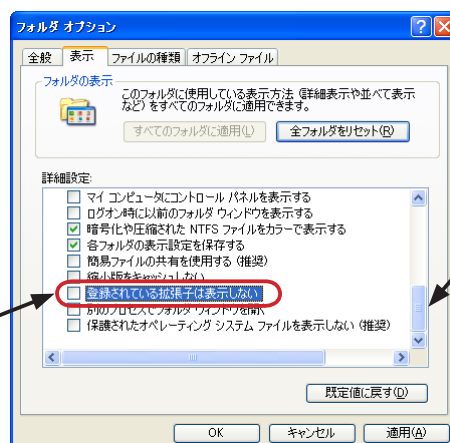 フォルダ オプション
全般 表示 ファイルの種類 オフライン ファイル
フォルダの表示
このフォルダに使用している表示方法 (詳細表示や並べて表示
など) をすべてのフォルダに適用できます。
すべてのフォルダに適用(L) 全フォルダをリセット(R)
詳細設定:
マイ コンピュータにコントロール パネルを表示する
ログオン時に以前のフォルダ ウィンドウを表示する
暗号化や圧縮された NTFS ファイルをカラーで表示する
各フォルダの表示設定を保存する
簡易ファイルの共有を使用する (推奨)
縮小版をキャッシュしない
登録されている拡張子は表示しない
別のプロセスでフォルダ ウィンドウを開く
保護されたオペレーティング システム ファイルを表示しない (推奨)
既定値に戻す(D)
OK キャンセル 適用(A)